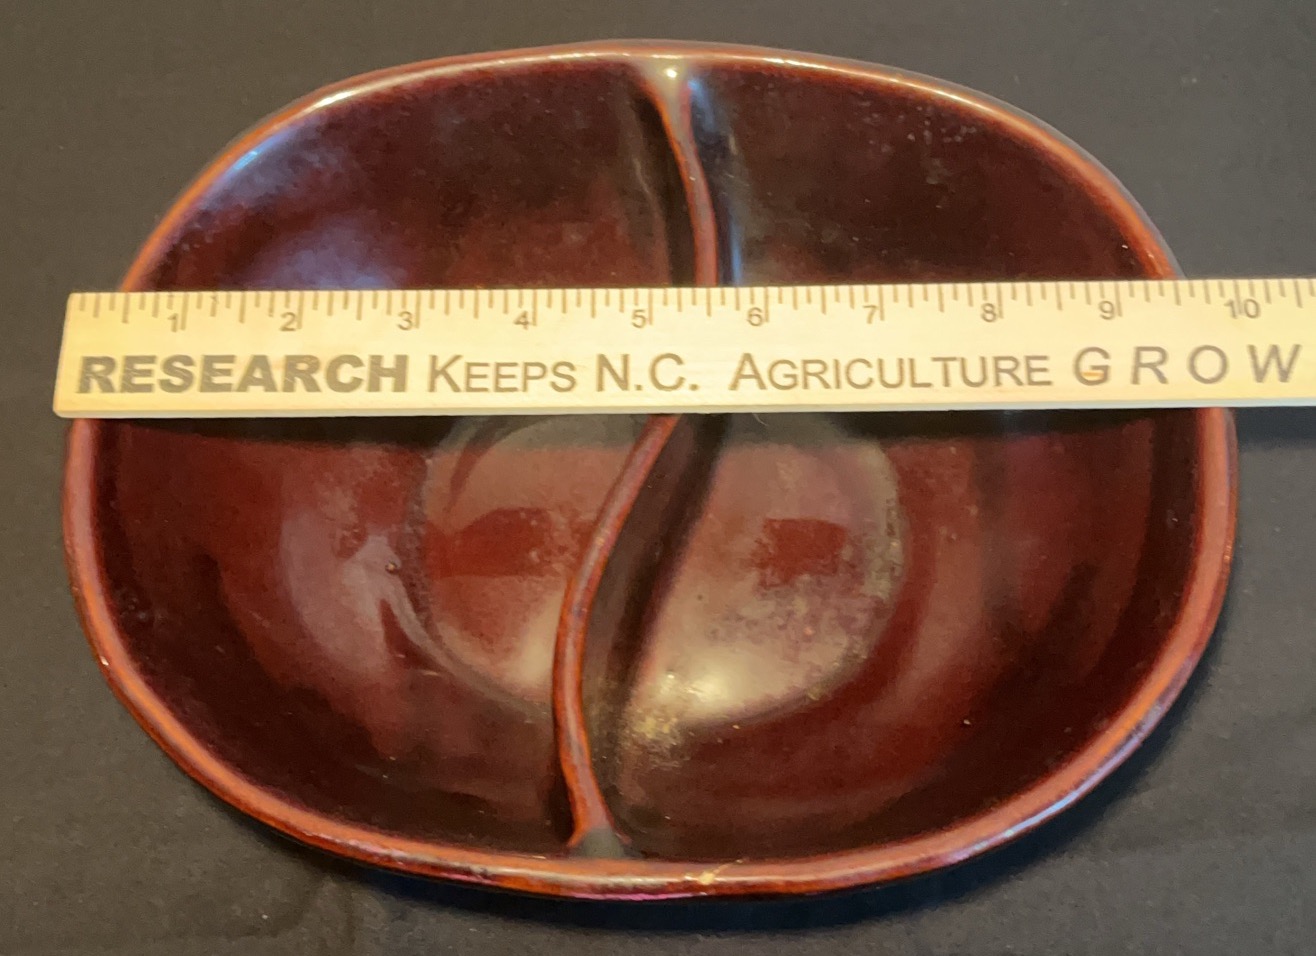 1 2 3 4 5 6 7 8 9 10
RESEARCH KEEPS N.C. AGRICULTURE GROW